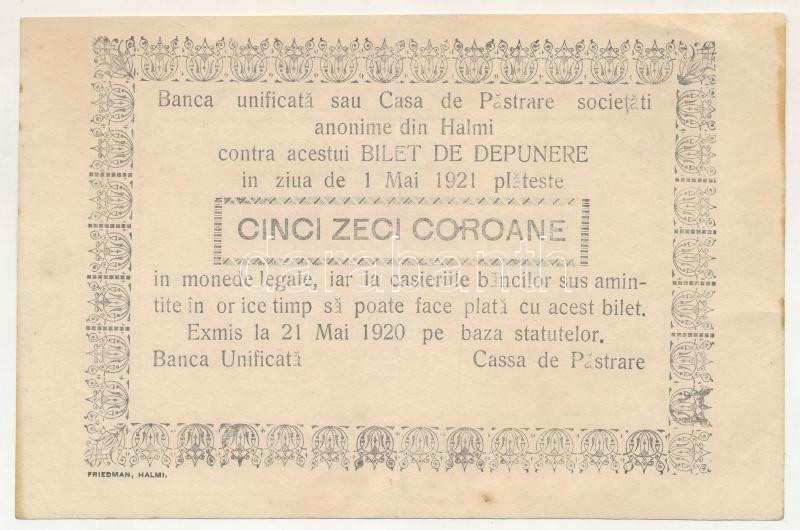 Banca unificată sau Casa de Păstrare societăți
anonime din Halmi
contra acestui BILET DE DEPUNERE
in ziua de 1 Mai 1921 plăteste
CINCI ZECI COROANE
in monede legale, iar la casieriile băncilor sus amin-
tite în or ice timp să poate face plată cu acest bilet.
Exmis la 21 Mai 1920 pe baza statutelor.
Banca Unificată Cassa de Păstrare
FRIEDMAN, HALMI.
darabanth